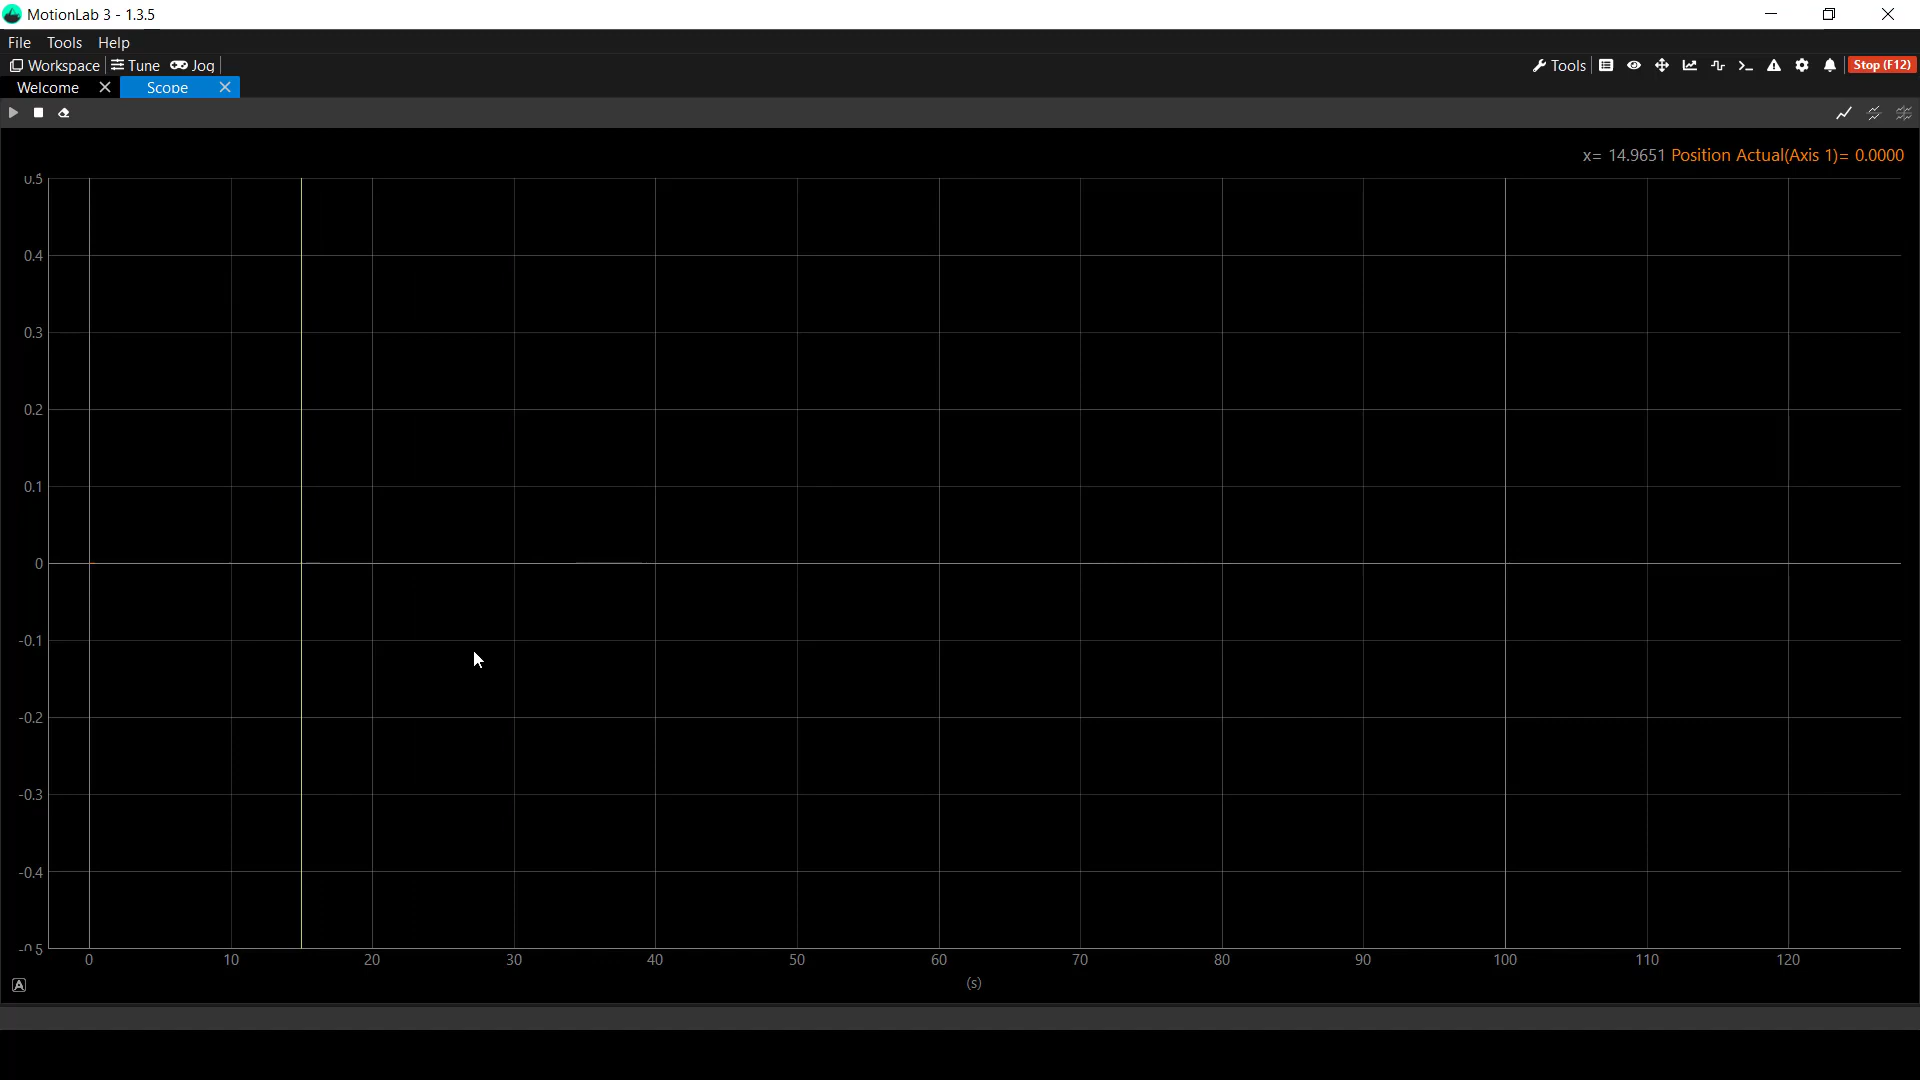 MotionLab 3 - 1.3.5
File Tools Help
Workspace Tune Jog
Tools Stop (F12)
Welcome Scope
x= 14.9651 Position Actual(Axis 1)= 0.0000
0.5
0.4
0.3
0.2
0.1
0
-0.1
-0.2
-0.3
-0.4
-0.5
0 10 20 30 40 50 60 70 80 90 100 110 120
A (s)